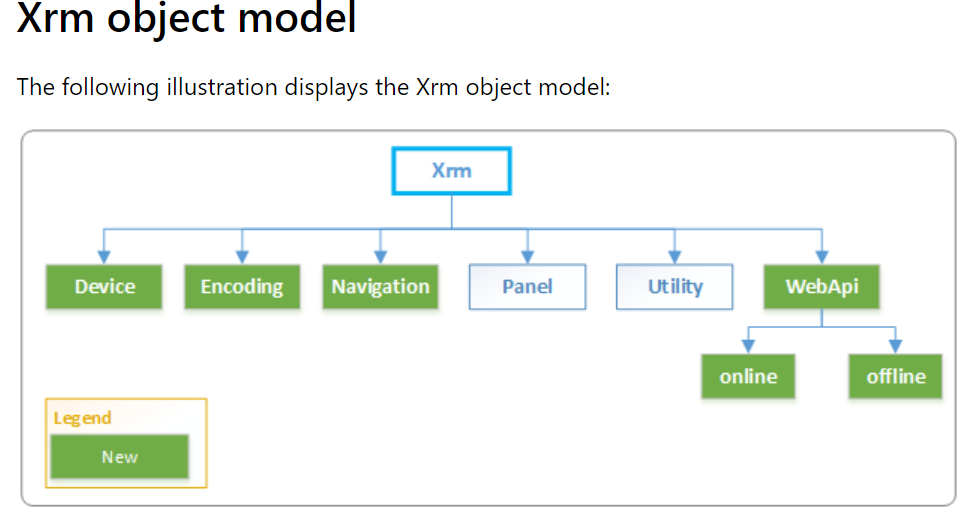 Xrm object model
The following illustration displays the Xrm object model:
Xrm
Device
Encoding
Navigation
Panel
Utility
WebApi
online
offline
Legend
New